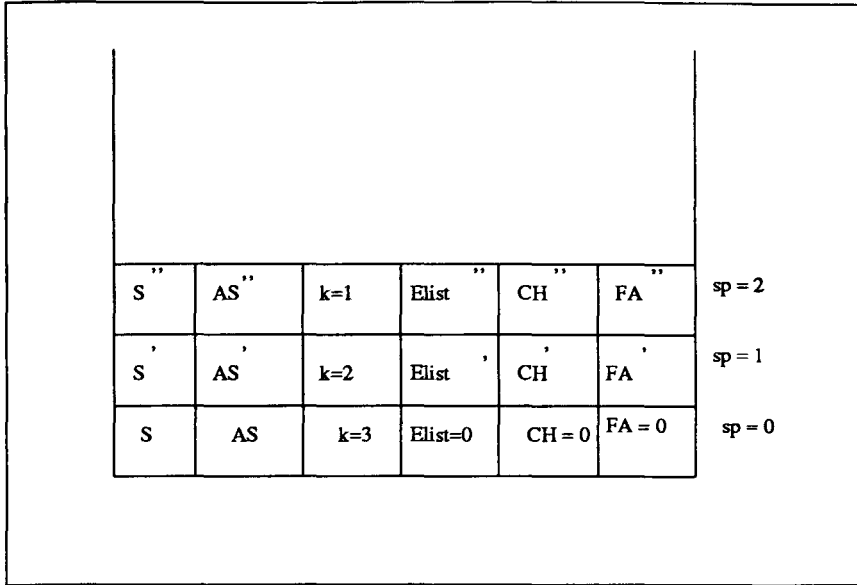 S'' AS'' k=1 Elist'' CH'' FA'' sp = 2
S' AS' k=2 Elist ' CH' FA' sp = 1
S AS k=3 Elist=0 CH = 0 FA = 0 sp = 0